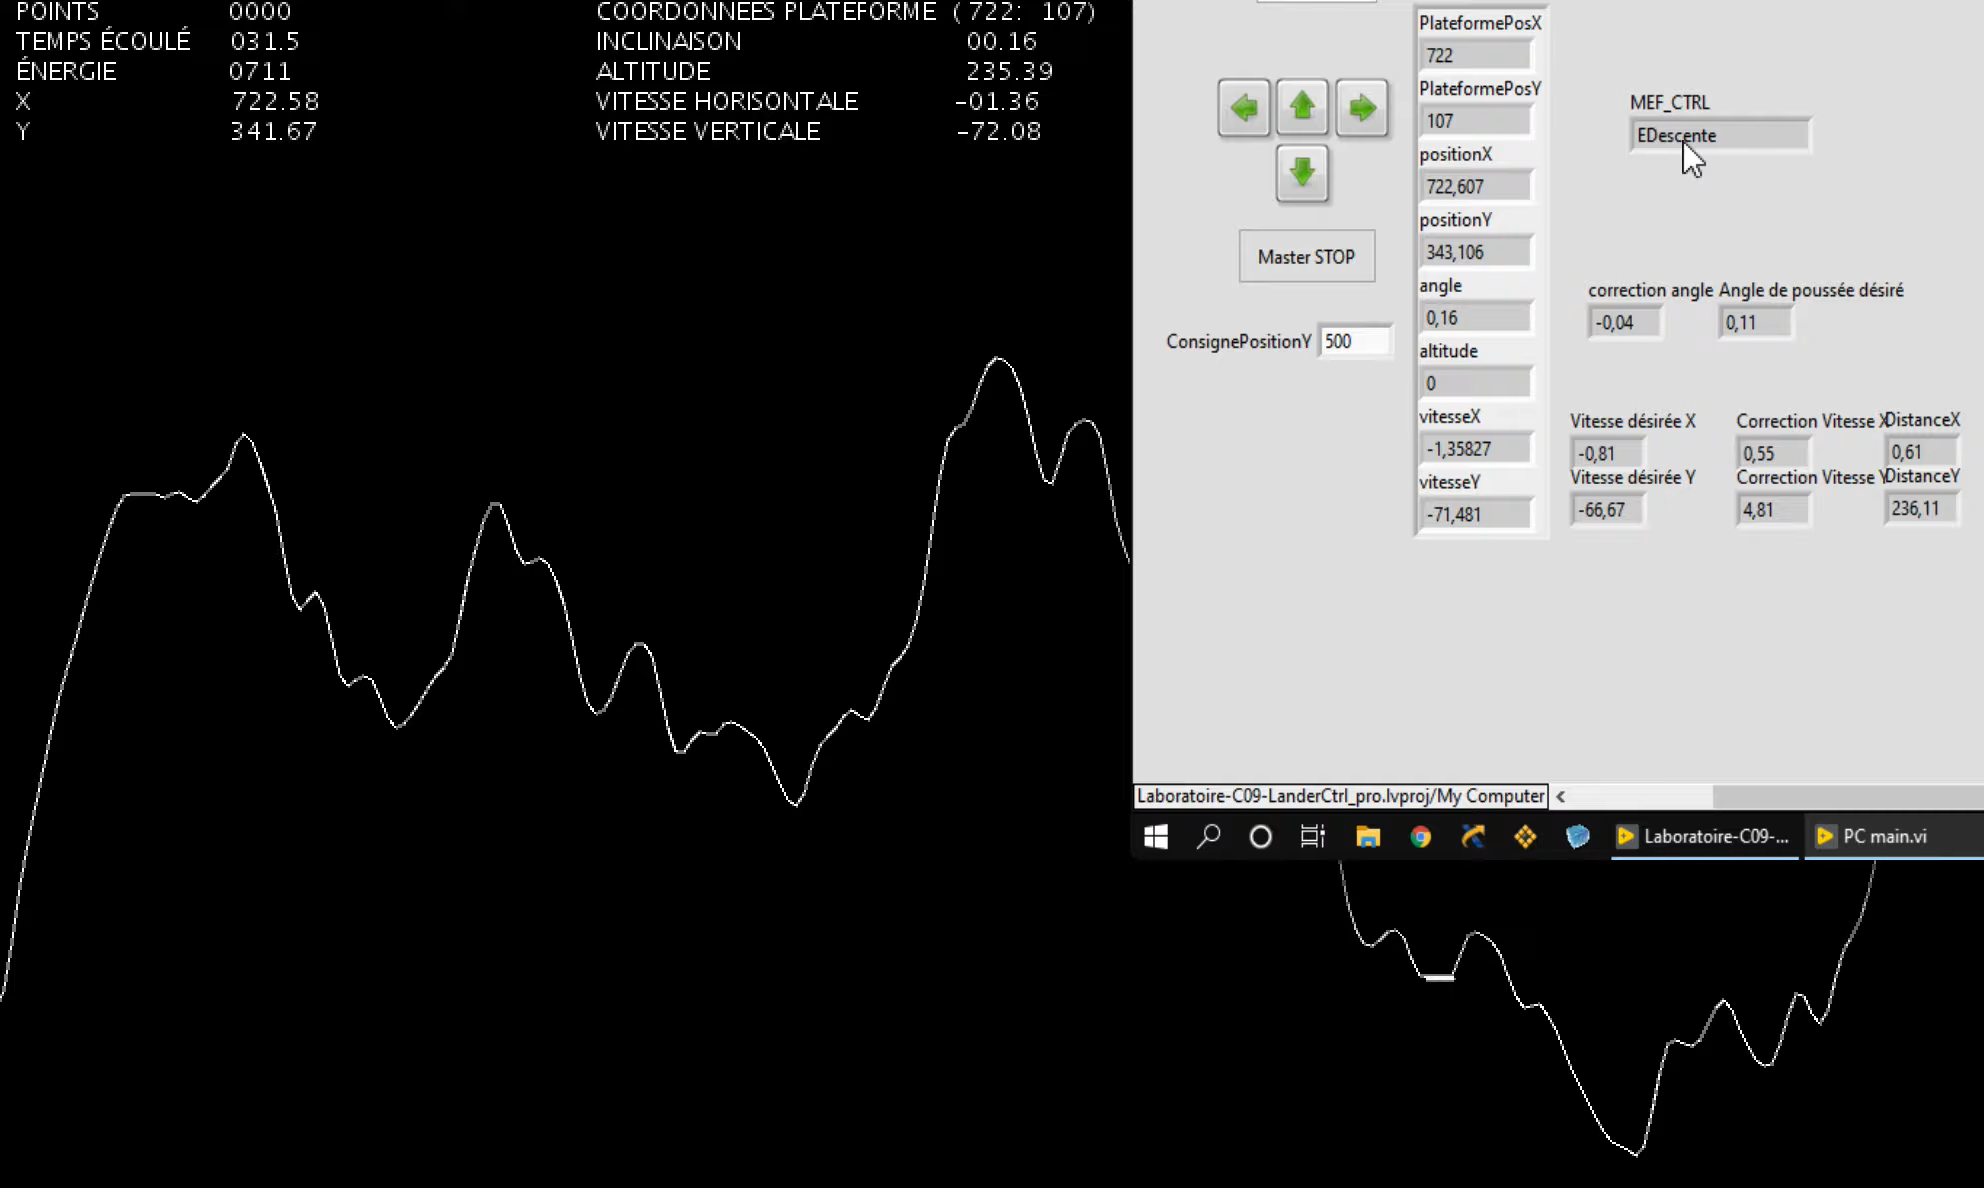 POINTS 0000
TEMPS ÉCOULÉ 031.5
ÉNERGIE 0711
X 722.58
Y 341.67
COORDONNEES PLATEFORME (722: 107)
INCLINAISON 00.16
ALTITUDE 235.39
VITESSE HORISONTALE -01.36
VITESSE VERTICALE -72.08
Master STOP
ConsignePositionY 500
PlateformePosX
722
PlateformePosY
107
positionX
722,607
positionY
343,106
angle
0,16
altitude
0
vitesseX
-1,35827
vitesseY
-71,481
MEF_CTRL
EDescente
correction angle Angle de poussée désiré
-0,04 0,11
Vitesse désirée X Correction Vitesse X DistanceX
-0,81 0,55 0,61
Vitesse désirée Y Correction Vitesse Y DistanceY
-66,67 4,81 236,11
Laboratoire-C09-LanderCtrl_pro.lvproj/My Computer <
Laboratoire-C09-... PC main.vi